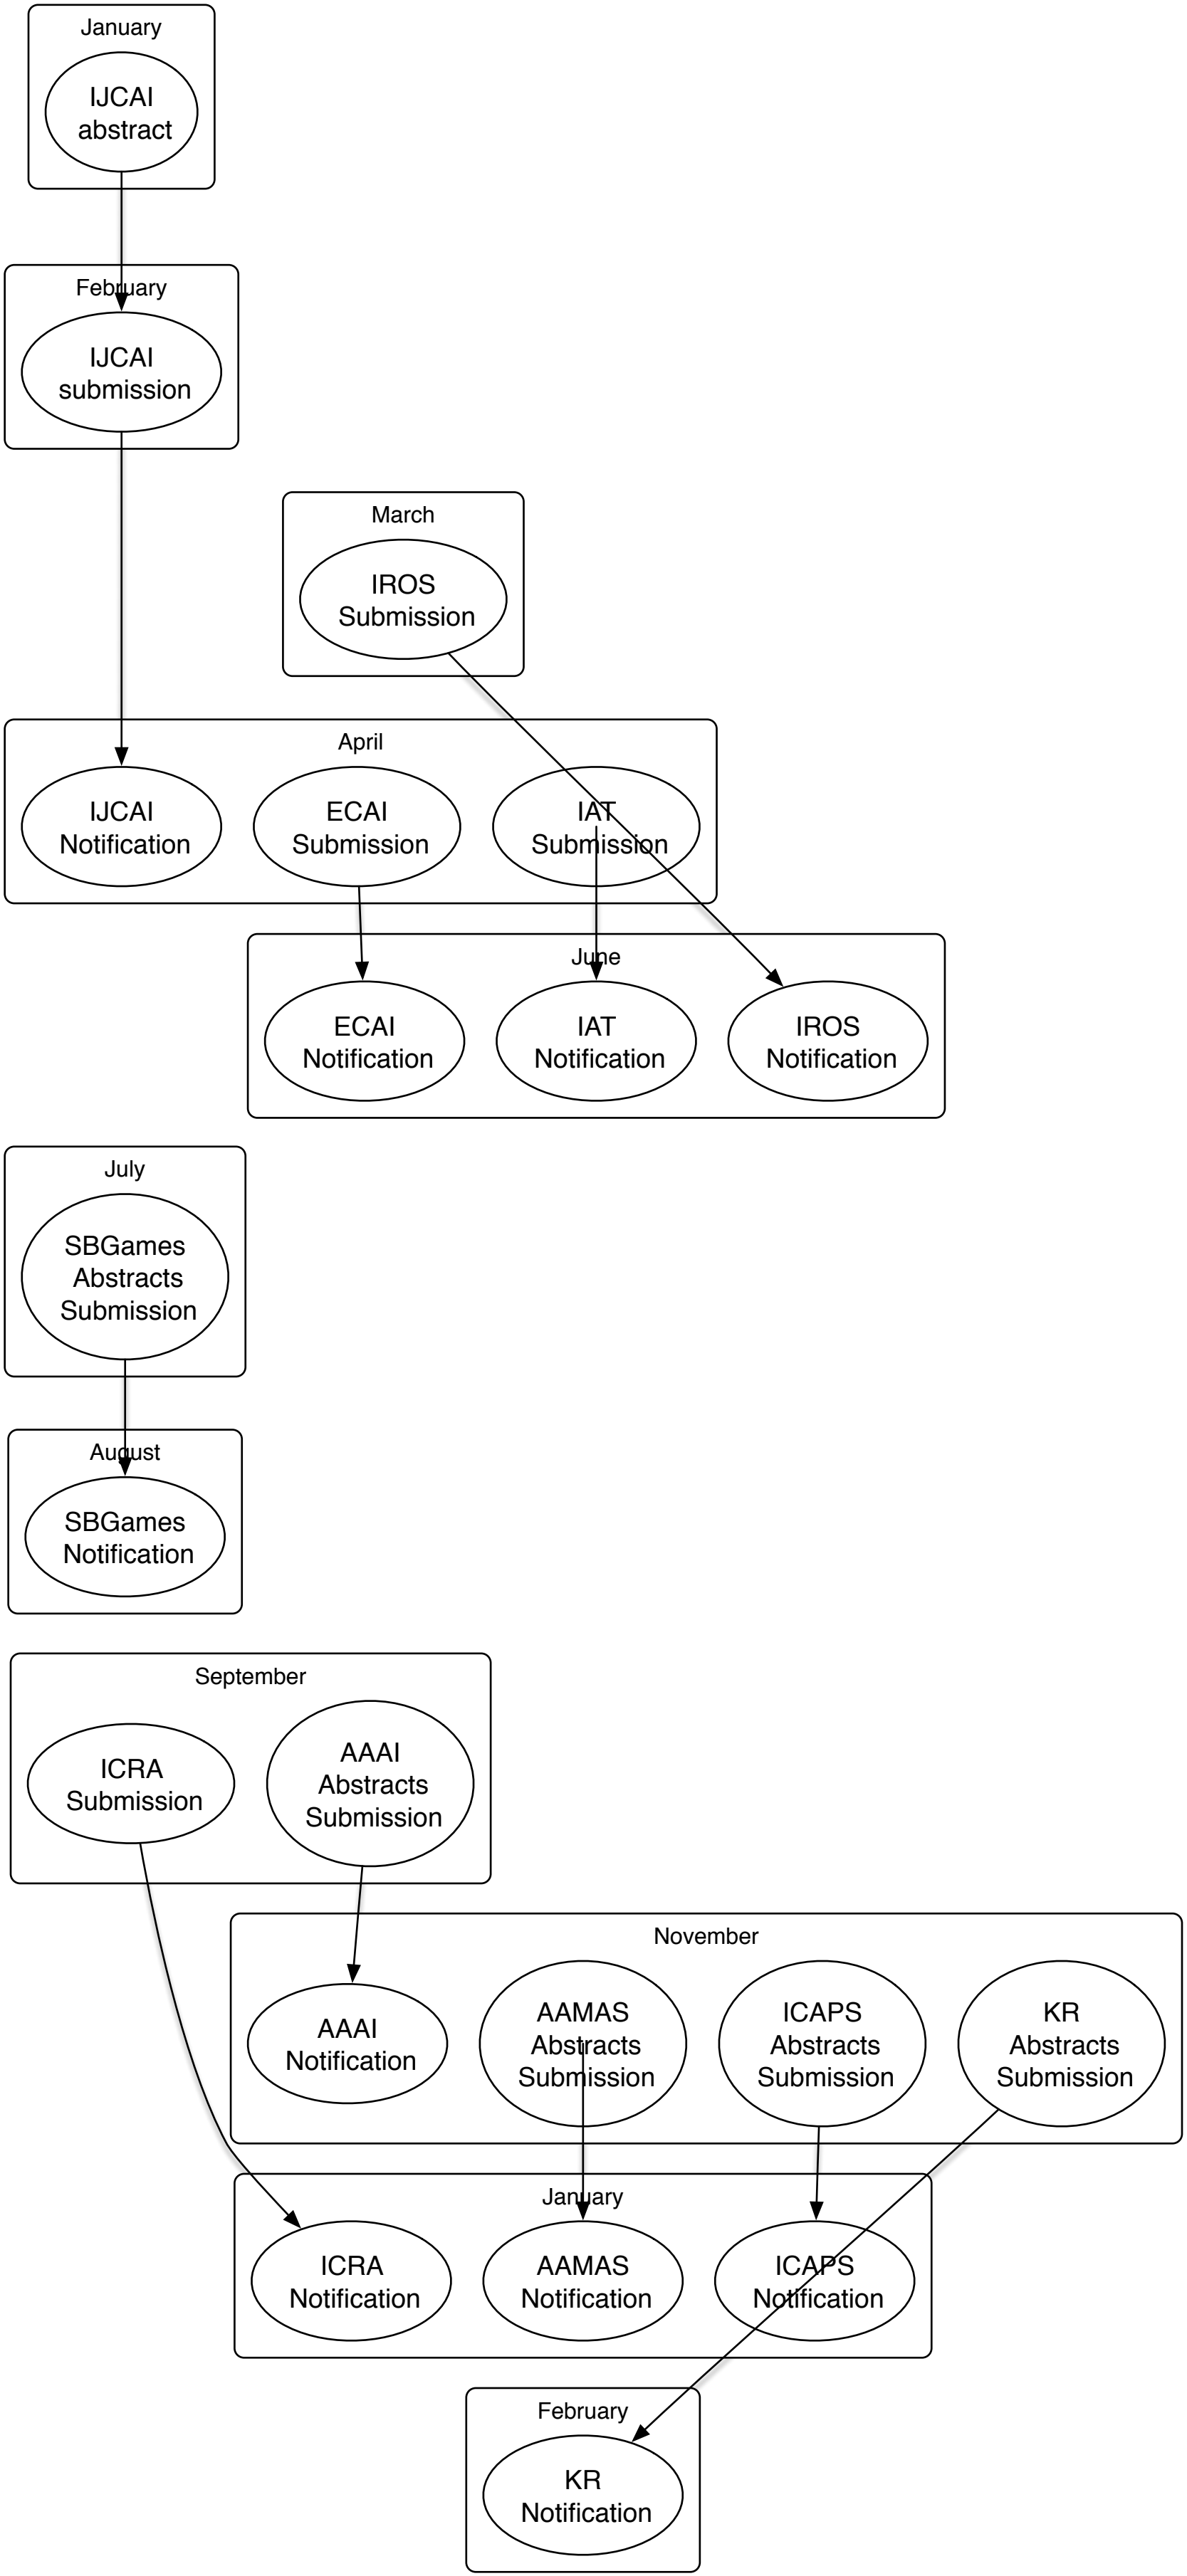 January
IJCAI
abstract
February
IJCAI
submission
March
IROS
Submission
April
IJCAI
Notification
ECAI
Submission
IAT
Submission
June
ECAI
Notification
IAT
Notification
IROS
Notification
July
SBGames
Abstracts
Submission
August
SBGames
Notification
September
ICRA
Submission
AAAI
Abstracts
Submission
November
AAAI
Notification
AAMAS
Abstracts
Submission
ICAPS
Abstracts
Submission
KR
Abstracts
Submission
January
ICRA
Notification
AAMAS
Notification
ICAPS
Notification
February
KR
Notification